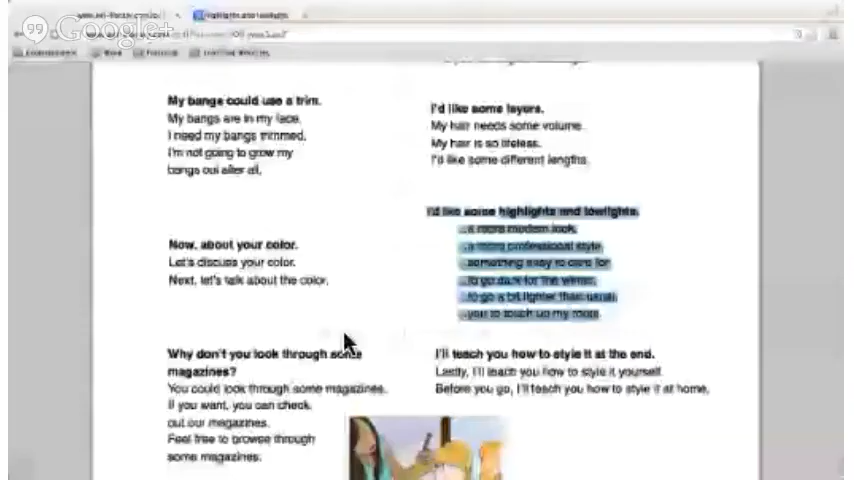 Google+
highlights and lowlights
My bangs could use a trim.
My bangs are in my face.
I need my bangs trimmed.
I'm not going to grow my
bangs out after all.
I'd like some layers.
My hair needs some volume.
My hair is so lifeless.
I'd like some different lengths.
I'd like some highlights and lowlights.
...a more modern look.
...a more professional style.
...something easy to care for.
...to go dark for the winter.
...to go a bit lighter than usual.
...you to touch up my roots.
Now, about your color.
Let's discuss your color.
Next, let's talk about the color.
Why don't you look through some
magazines?
You could look through some magazines.
If you want, you can check
out our magazines.
Feel free to browse through
some magazines.
I'll teach you how to style it at the end.
Lastly, I'll teach you how to style it yourself.
Before you go, I'll teach you how to style it at home.